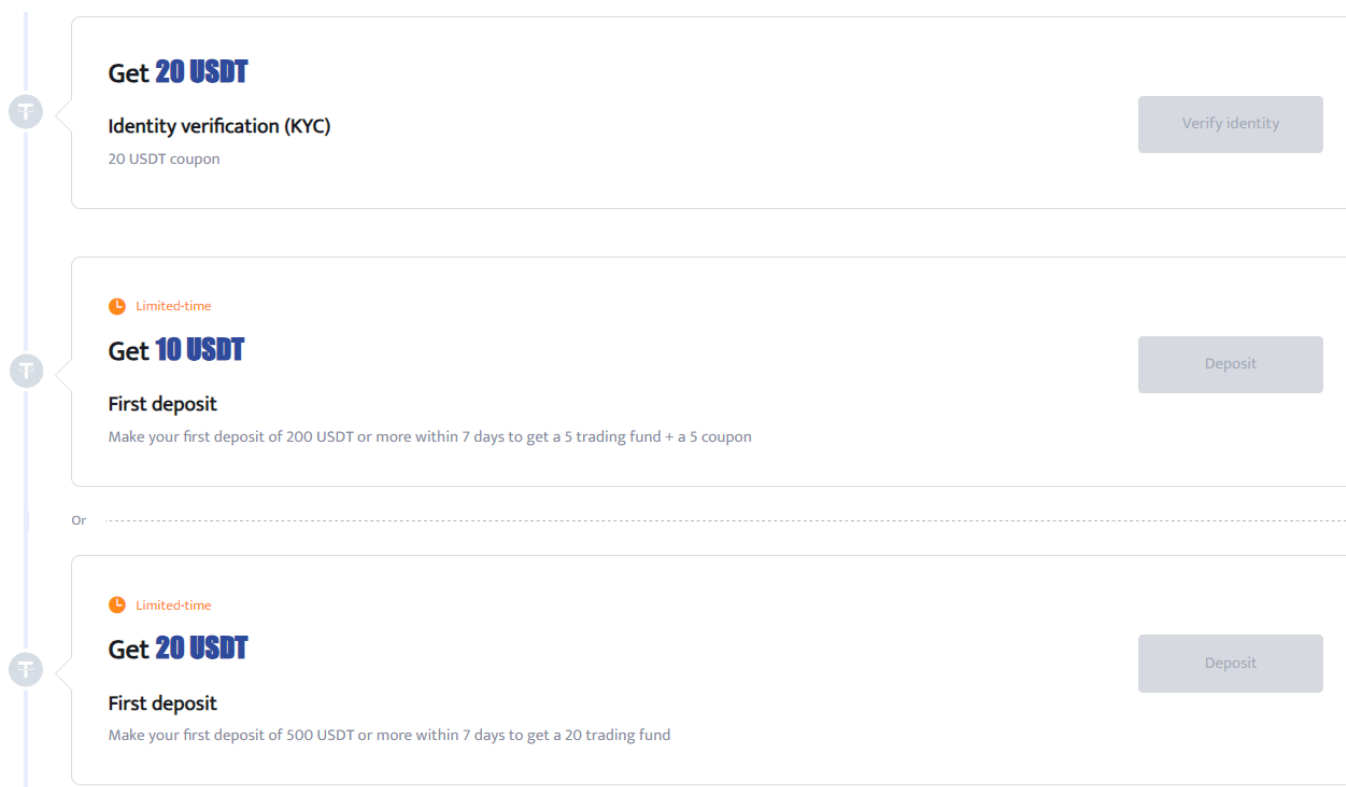 Get 20 USDT
Identity verification (KYC)
20 USDT coupon
Verify identity
Limited-time
Get 10 USDT
First deposit
Make your first deposit of 200 USDT or more within 7 days to get a 5 trading fund + a 5 coupon
Deposit
Or
Limited-time
Get 20 USDT
First deposit
Make your first deposit of 500 USDT or more within 7 days to get a 20 trading fund
Deposit